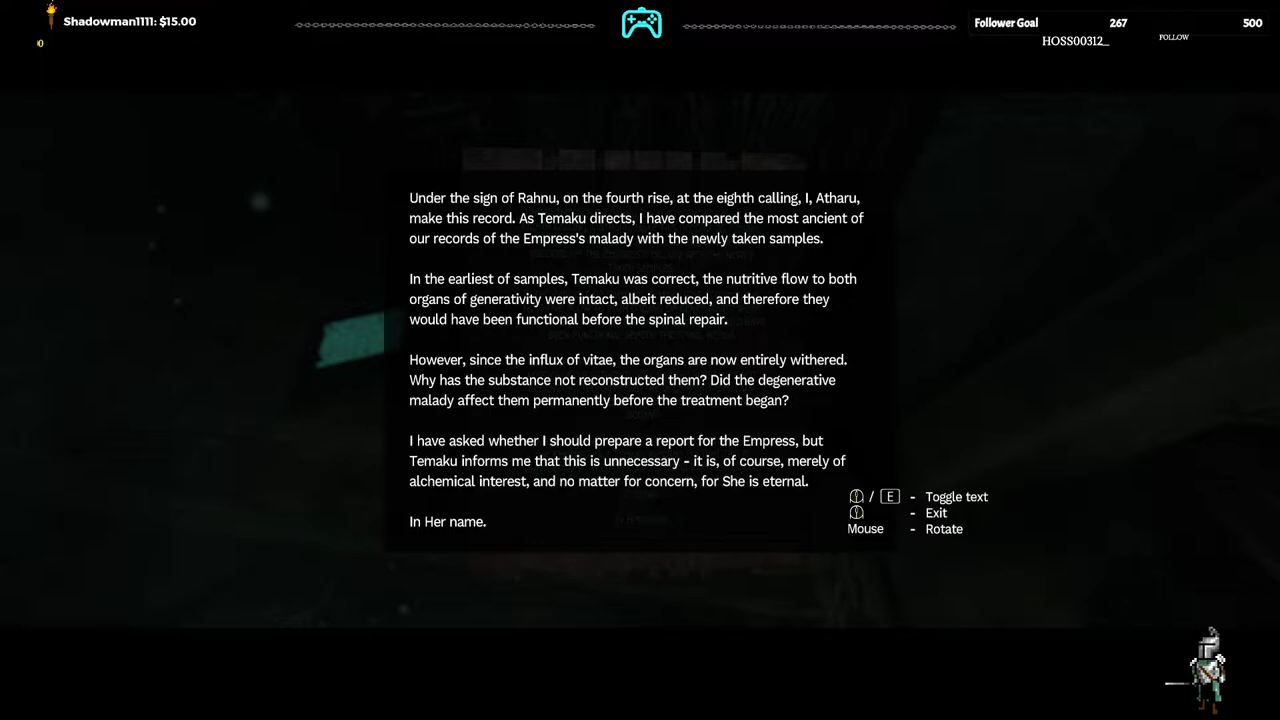 Shadowman1111: $15.00
Follower Goal 267 500
HOSS00312_ FOLLOW
Under the sign of Rahnu, on the fourth rise, at the eighth calling, I, Atharu,
make this record. As Temaku directs, I have compared the most ancient of
our records of the Empress's malady with the newly taken samples.
In the earliest of samples, Temaku was correct, the nutritive flow to both
organs of generativity were intact, albeit reduced, and therefore they
would have been functional before the spinal repair.
However, since the influx of vitae, the organs are now entirely withered.
Why has the substance not reconstructed them? Did the degenerative
malady affect them permanently before the treatment began?
I have asked whether I should prepare a report for the Empress, but
Temaku informs me that this is unnecessary - it is, of course, merely of
alchemical interest, and no matter for concern, for She is eternal.
In Her name.
/ E - Toggle text
- Exit
Mouse - Rotate